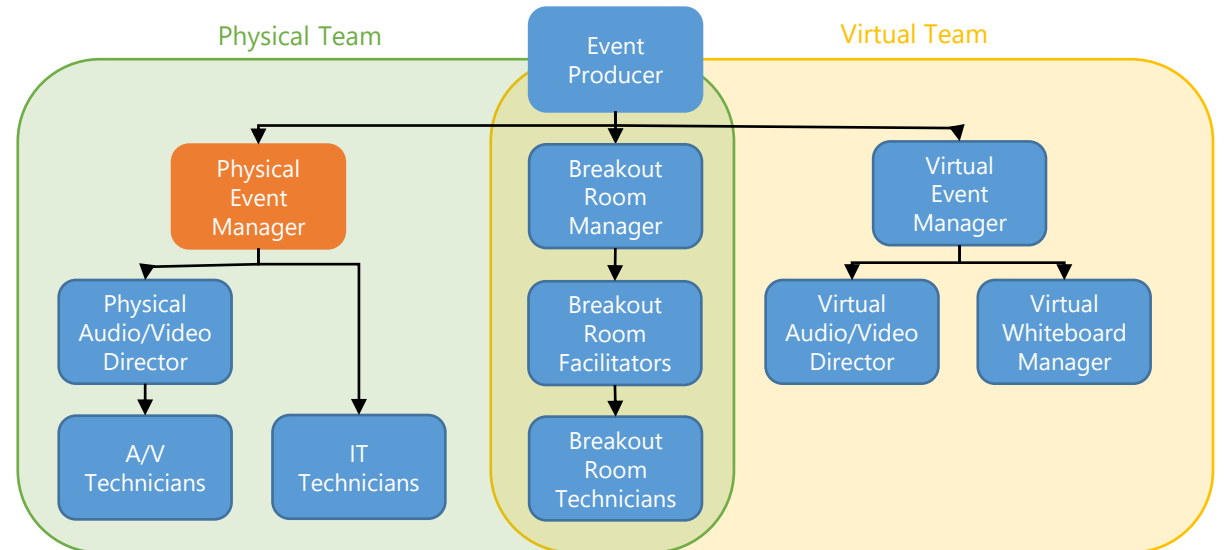 Physical Team
Virtual Team
Event
Producer
Physical
Event
Manager
Breakout
Room
Manager
Virtual
Event
Manager
Physical
Audio/Video
Director
Breakout
Room
Facilitators
Virtual
Audio/Video
Director
Virtual
Whiteboard
Manager
A/V
Technicians
IT
Technicians
Breakout
Room
Technicians